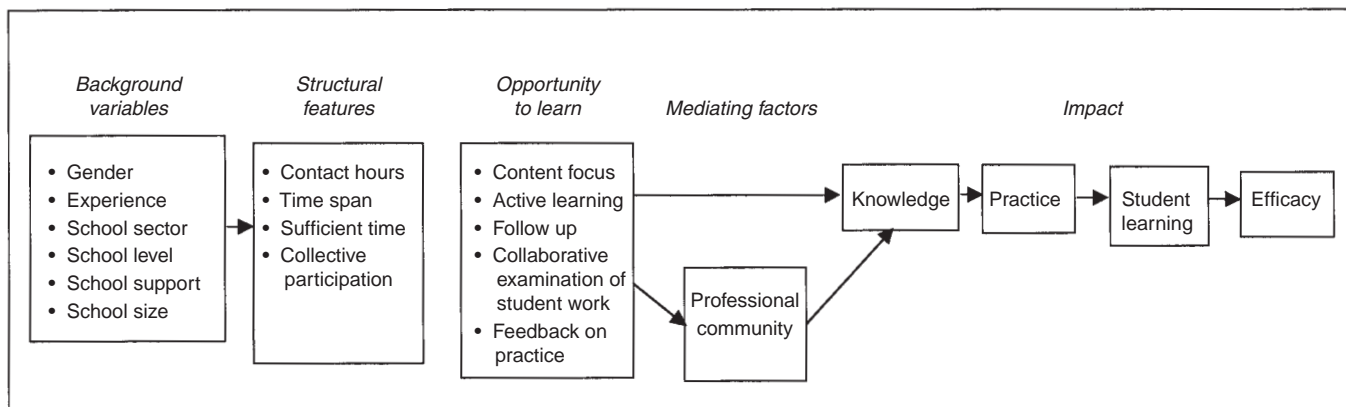 Background
variables
Structural
features
Opportunity
to learn
Mediating factors
Impact
• Gender
• Experience
• School sector
• School level
• School support
• School size
• Contact hours
• Time span
• Sufficient time
• Collective
participation
• Content focus
• Active learning
• Follow up
• Collaborative
examination of
student work
• Feedback on
practice
Professional
community
Knowledge
Practice
Student
learning
Efficacy